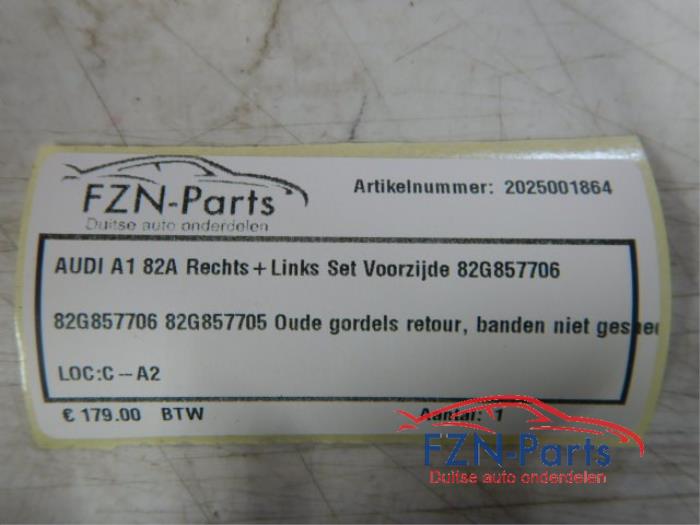 FZN-Parts
Duitse auto onderdelen
Artikelnummer: 2025001864
AUDI A1 82A Rechts+Links Set Voorzijde 82G857706
82G857706 82G857705 Oude gordels retour, banden niet
LOC:C-A2
€ 179.00 BTW
Aantal: 1
FZN-Parts
Duitse auto onderdelen